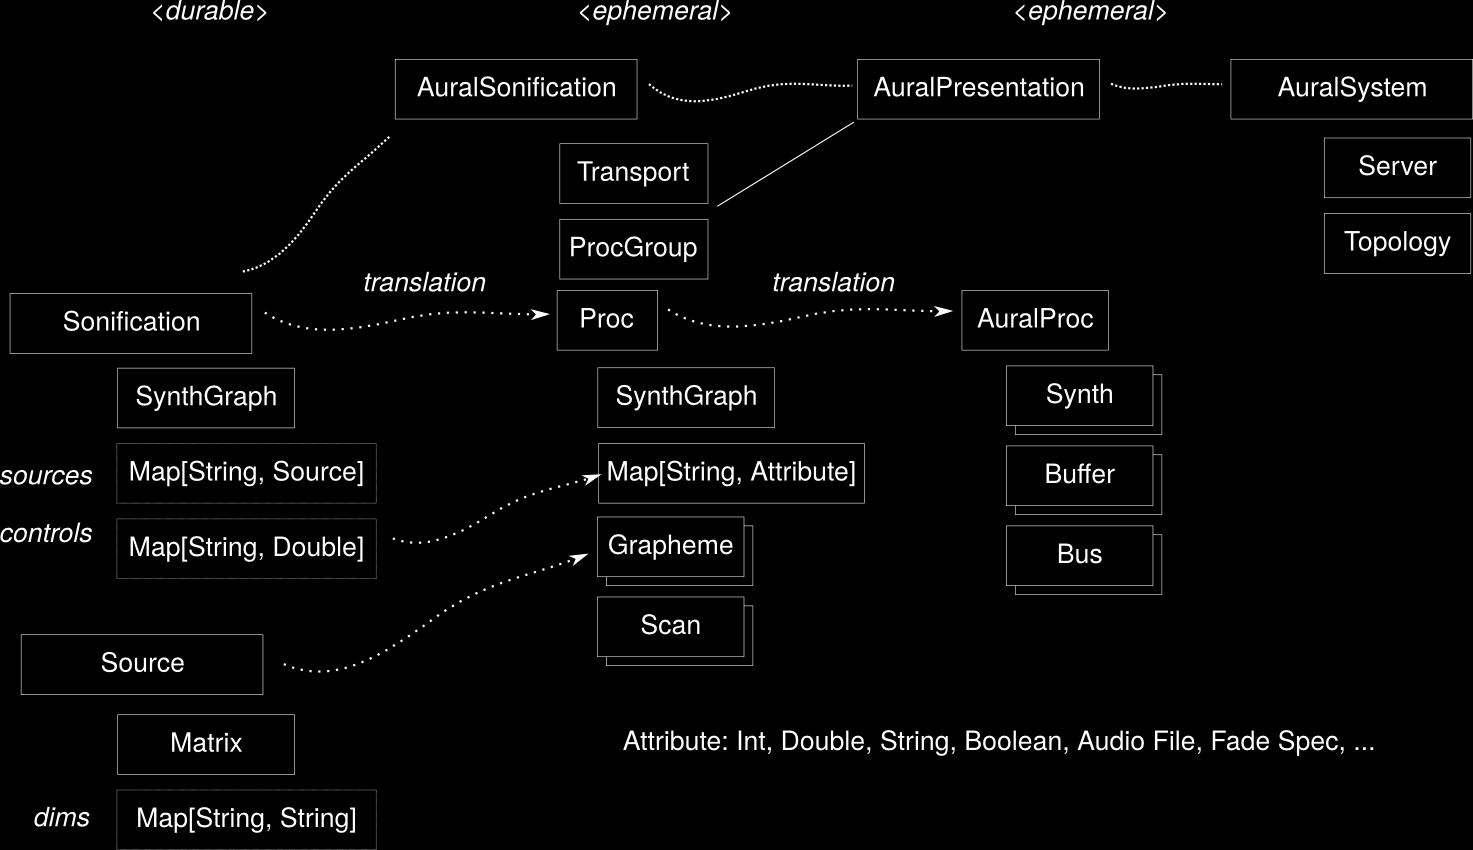 <durable>
<ephemeral>
<ephemeral>
AuralSonification
AuralPresentation
AuralSystem
Transport
Server
ProcGroup
Topology
translation
translation
Sonification
Proc
AuralProc
SynthGraph
SynthGraph
Synth
sources
Map[String, Source]
Map[String, Attribute]
Buffer
controls
Map[String, Double]
Grapheme
Bus
Scan
Source
Matrix
Attribute: Int, Double, String, Boolean, Audio File, Fade Spec, ...
dims
Map[String, String]